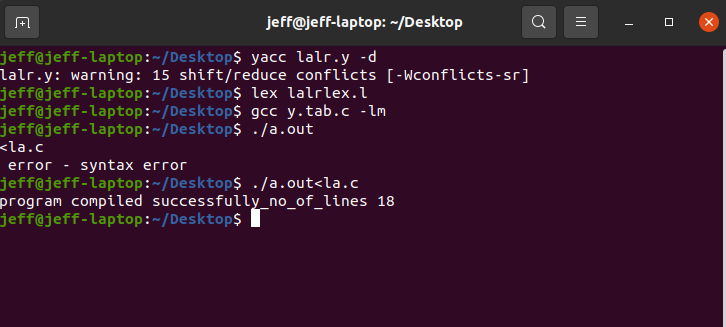 jeff@jeff-laptop: ~/Desktop
jeff@jeff-laptop:~/Desktop$ yacc lalr.y -d
lalr.y: warning: 15 shift/reduce conflicts [-Wconflicts-sr]
jeff@jeff-laptop:~/Desktop$ lex lalrlex.l
jeff@jeff-laptop:~/Desktop$ gcc y.tab.c -lm
jeff@jeff-laptop:~/Desktop$ ./a.out
<la.c
 error - syntax error
jeff@jeff-laptop:~/Desktop$ ./a.out<la.c
program compiled successfully_no_of_lines 18
jeff@jeff-laptop:~/Desktop$